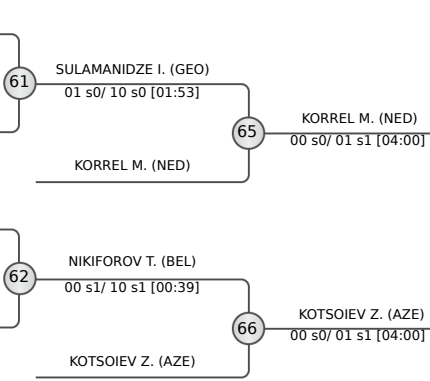 61
SULAMANIDZE I. (GEO)
01 s0/ 10 s0 [01:53]
KORREL M. (NED)
65
KORREL M. (NED)
00 s0/ 01 s1 [04:00]
62
NIKIFOROV T. (BEL)
00 s1/ 10 s1 [00:39]
KOTSOIEV Z. (AZE)
66
KOTSOIEV Z. (AZE)
00 s0/ 01 s1 [04:00]